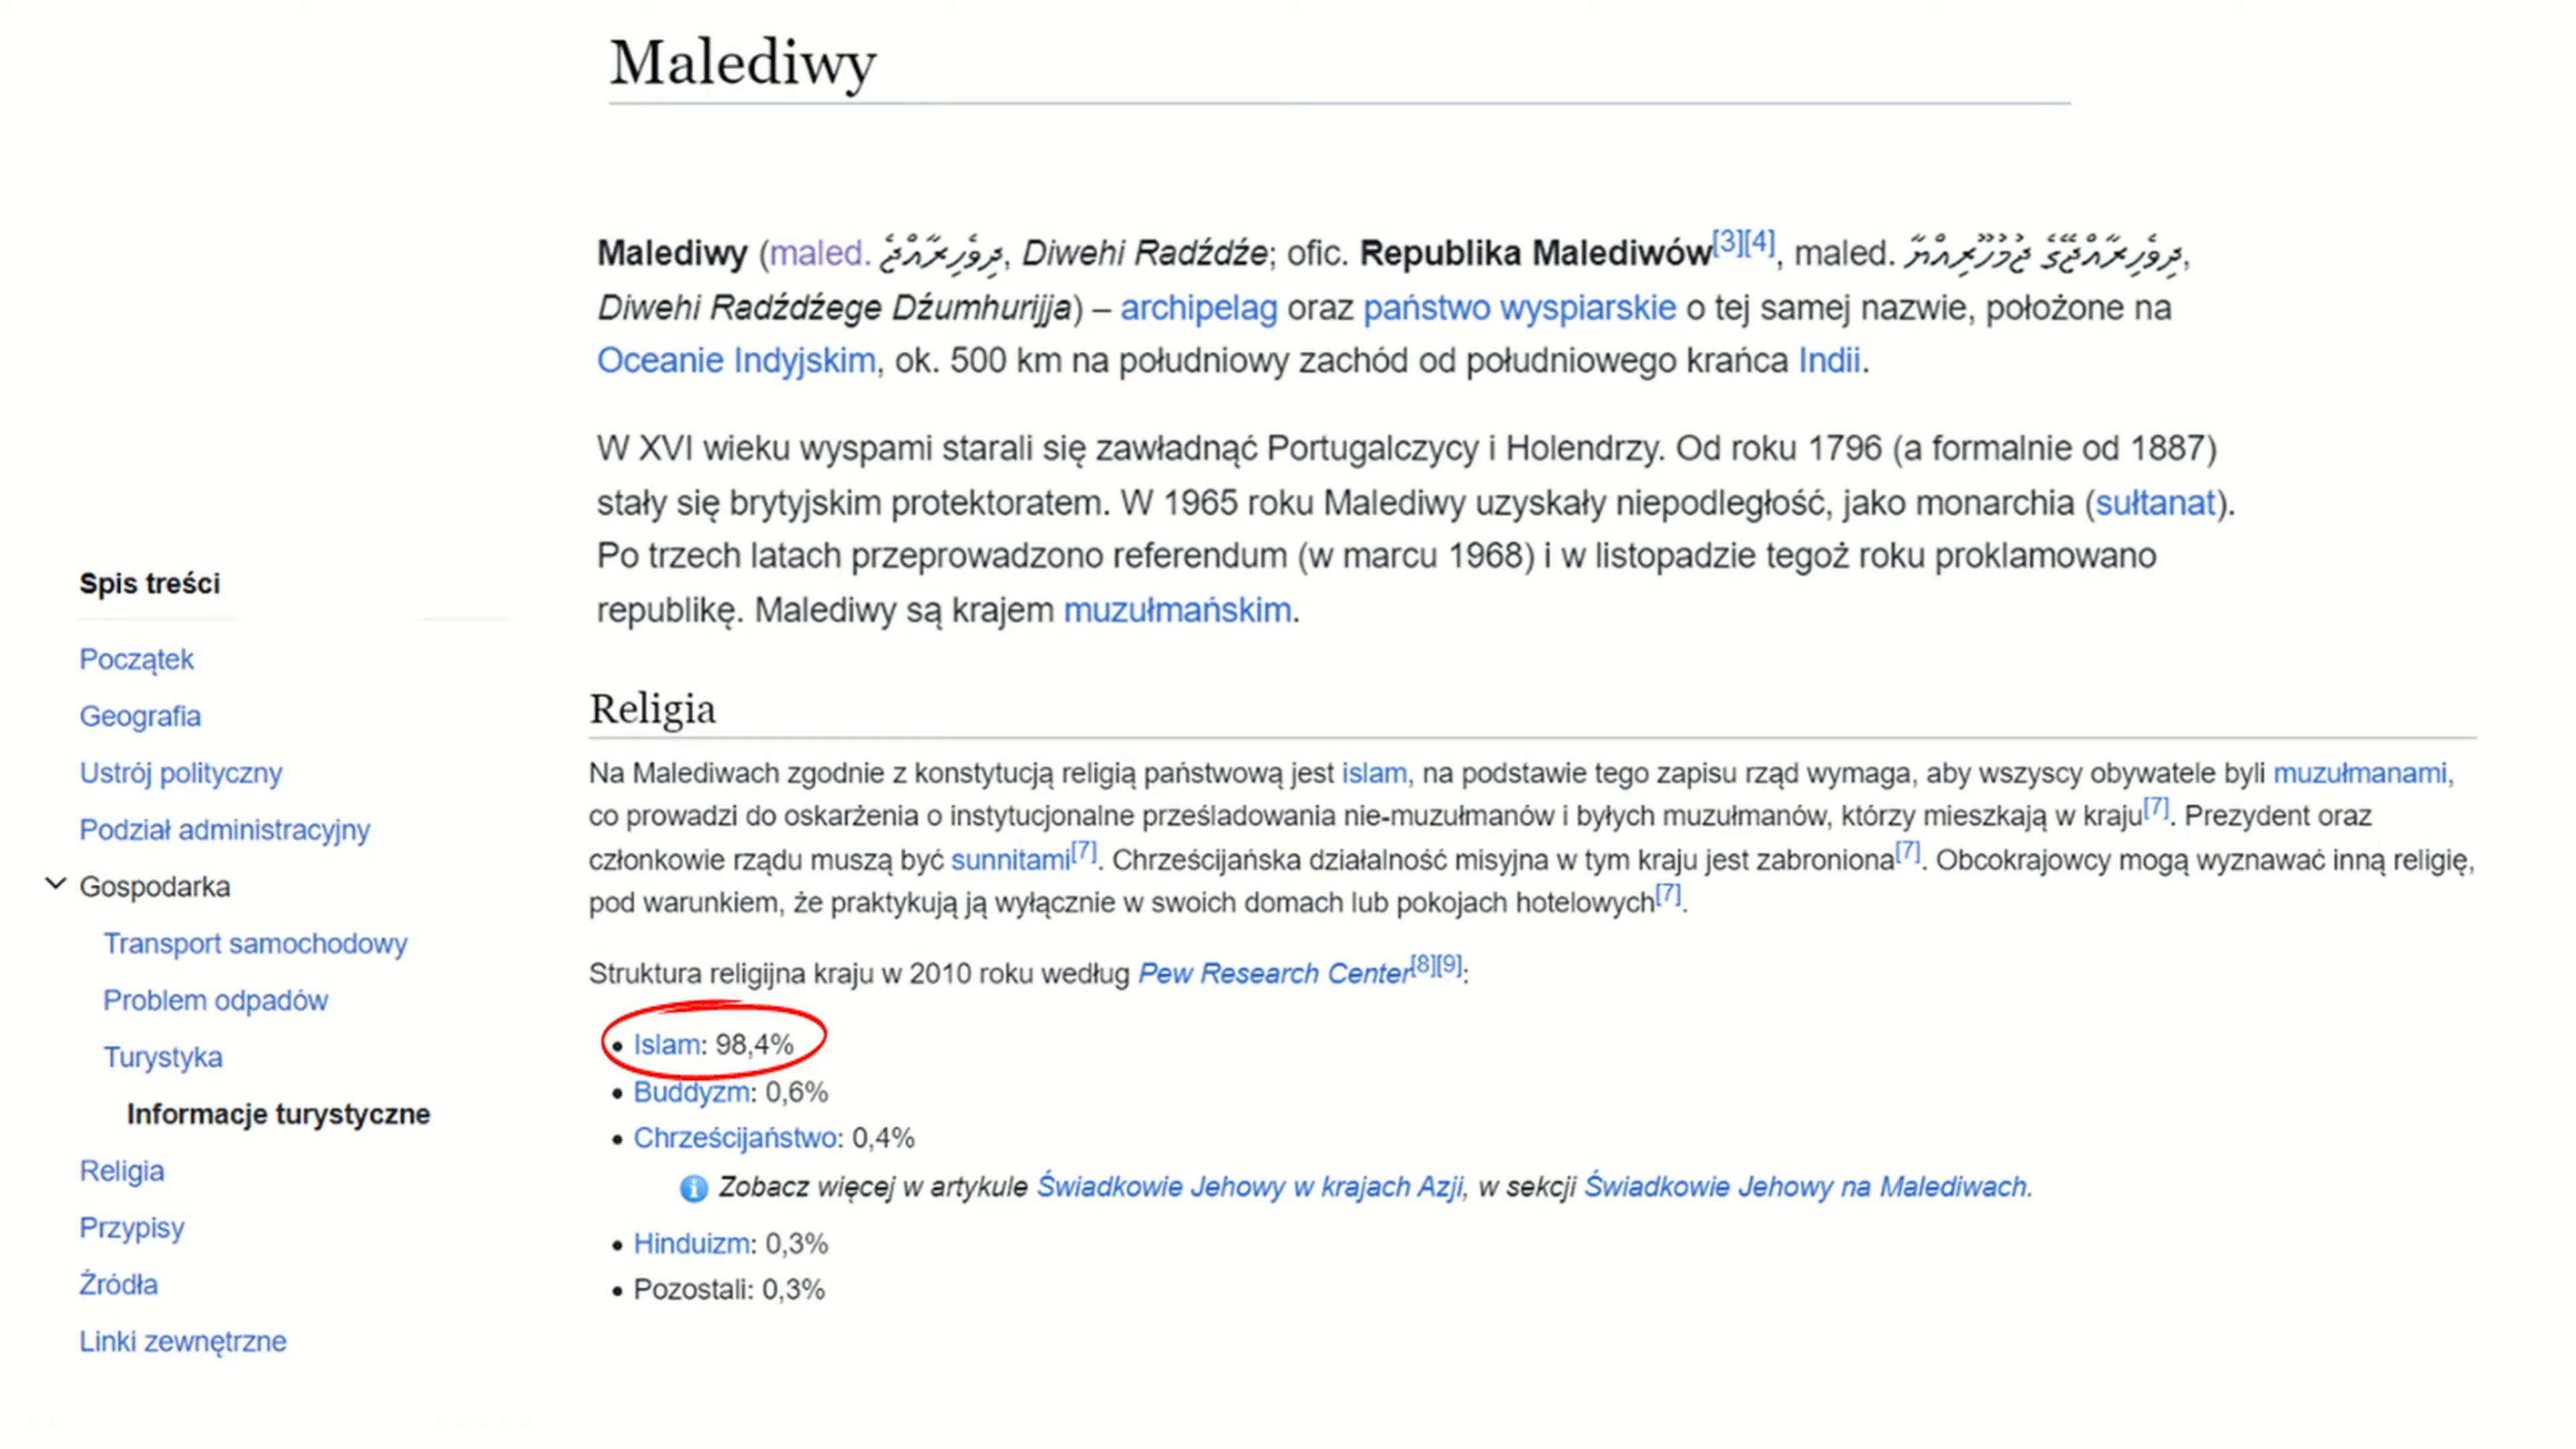 Malediwy
Malediwy (maled. ދިވެހިރާއްޖެ, Diwehi Radźdźe; ofic. Republika Malediwów[3][4], maled. ދިވެހިރާއްޖޭގެ ޖުމުހޫރިއްޔާ,
Diwehi Radźdźege Dźumhurijja) – archipelag oraz państwo wyspiarskie o tej samej nazwie, położone na
Oceanie Indyjskim, ok. 500 km na południowy zachód od południowego krańca Indii.
W XVI wieku wyspami starali się zawładnąć Portugalczycy i Holendrzy. Od roku 1796 (a formalnie od 1887)
stały się brytyjskim protektoratem. W 1965 roku Malediwy uzyskały niepodległość, jako monarchia (sułtanat).
Po trzech latach przeprowadzono referendum (w marcu 1968) i w listopadzie tegoż roku proklamowano
republikę. Malediwy są krajem muzułmańskim.
Spis treści
Początek
Geografia
Ustrój polityczny
Podział administracyjny
Gospodarka
Transport samochodowy
Problem odpadów
Turystyka
Informacje turystyczne
Religia
Przypisy
Źródła
Linki zewnętrzne
Religia
Na Malediwach zgodnie z konstytucją religią państwową jest islam, na podstawie tego zapisu rząd wymaga, aby wszyscy obywatele byli muzułmanami,
co prowadzi do oskarżenia o instytucjonalne prześladowania nie-muzułmanów i byłych muzułmanów, którzy mieszkają w kraju[7]. Prezydent oraz
członkowie rządu muszą być sunnitami[7]. Chrześcijańska działalność misyjna w tym kraju jest zabroniona[7]. Obcokrajowcy mogą wyznawać inną religię,
pod warunkiem, że praktykują ją wyłącznie w swoich domach lub pokojach hotelowych[7].
Struktura religijna kraju w 2010 roku według Pew Research Center[8][9]:
• Islam: 98,4%
• Buddyzm: 0,6%
• Chrześcijaństwo: 0,4%
Zobacz więcej w artykule Świadkowie Jehowy w krajach Azji, w sekcji Świadkowie Jehowy na Malediwach.
• Hinduizm: 0,3%
• Pozostali: 0,3%